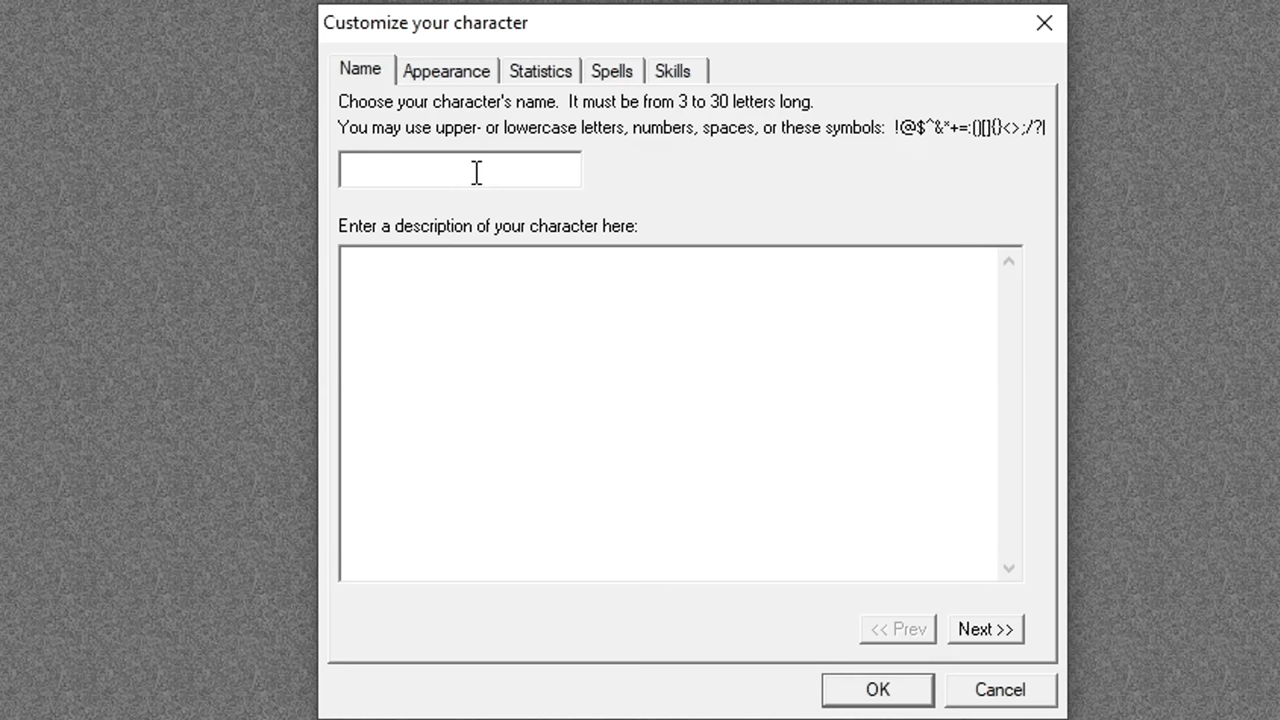 Customize your character
Name Appearance Statistics Spells Skills
Choose your character's name.  It must be from 3 to 30 letters long.
You may use upper- or lowercase letters, numbers, spaces, or these symbols:  !@$^&*+=:()[]{}<>;/?|
Enter a description of your character here:
<< Prev Next >>
OK Cancel